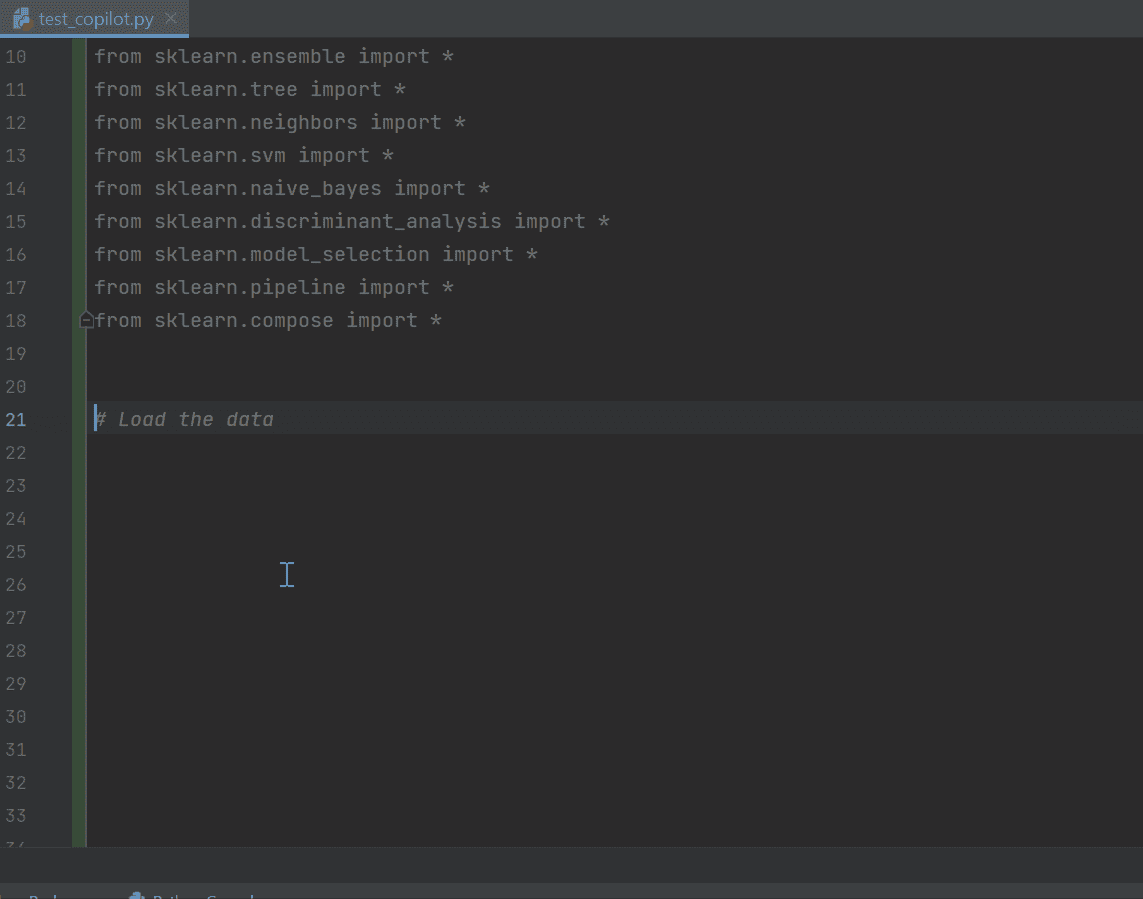 test_copilot.py
10 from sklearn.ensemble import *
11 from sklearn.tree import *
12 from sklearn.neighbors import *
13 from sklearn.svm import *
14 from sklearn.naive_bayes import *
15 from sklearn.discriminant_analysis import *
16 from sklearn.model_selection import *
17 from sklearn.pipeline import *
18 from sklearn.compose import *
19
20
21 # Load the data
22
23
24
25
26
27
28
29
30
31
32
33